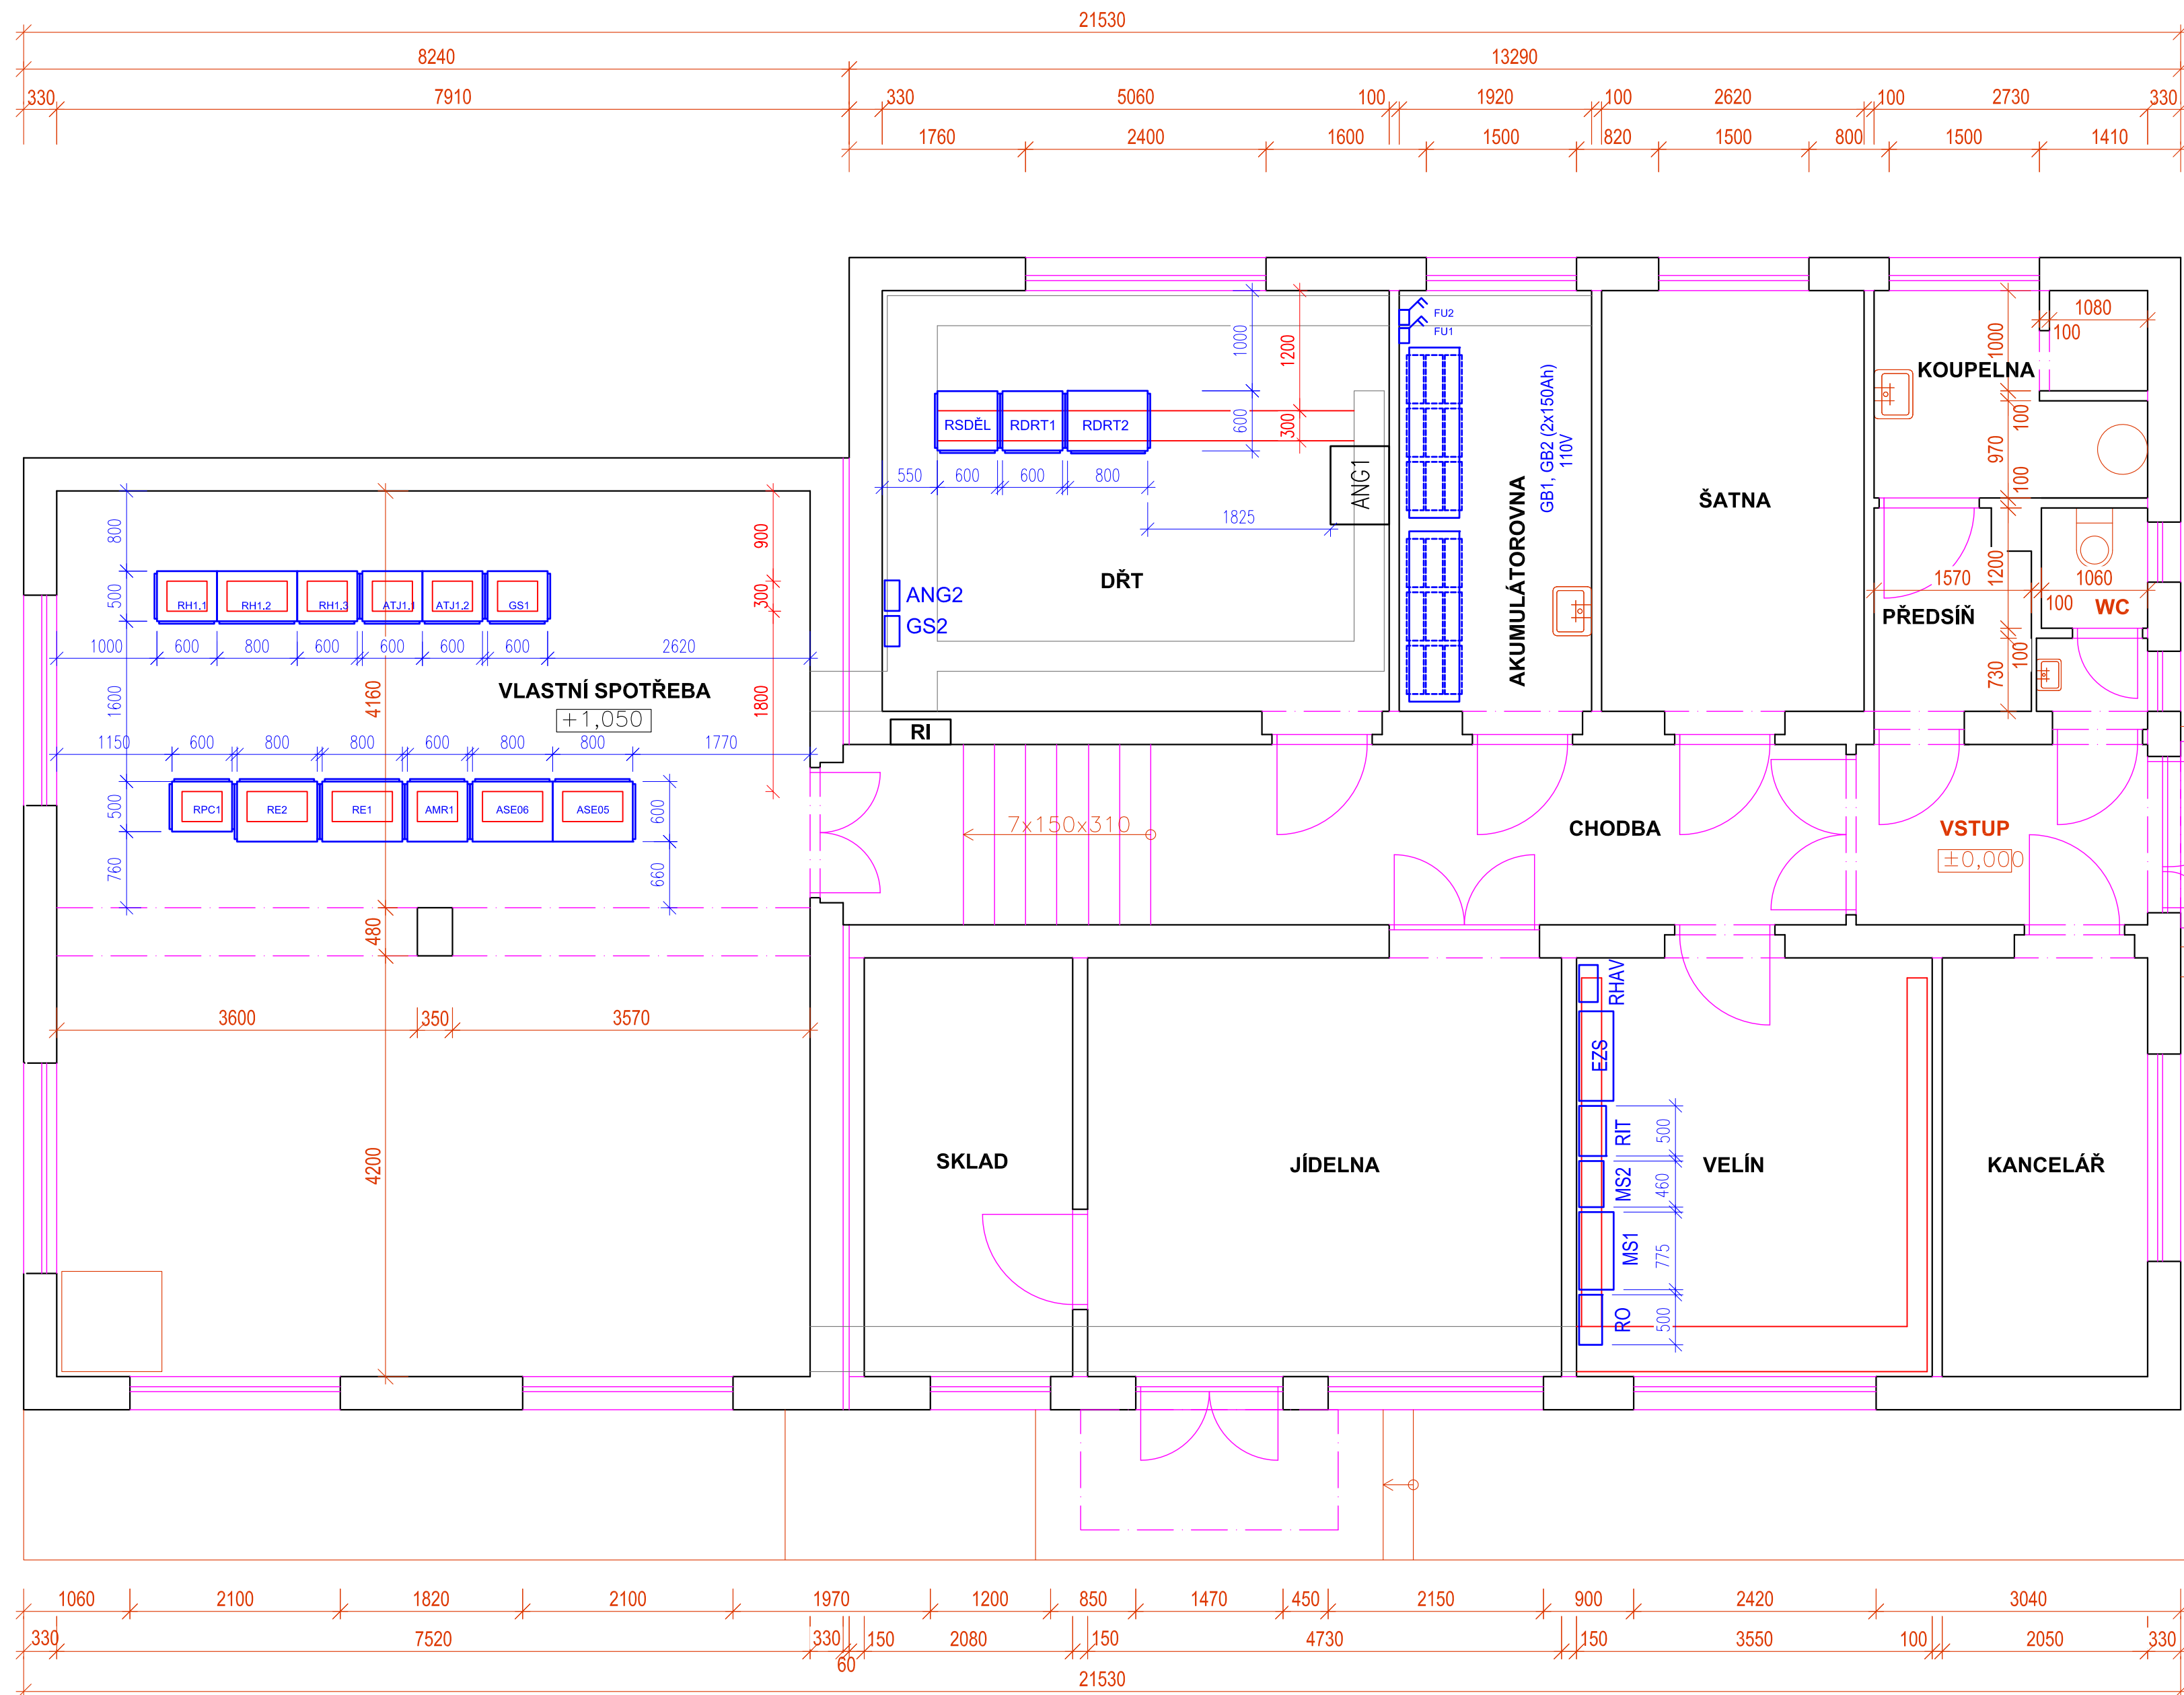 21530
8240 13290
330 7910 330 5060 100 1920 100 2620 100 2730 330
1760 2400 1600 1500 820 1500 800 1500 1410
FU2
FU1
1000
1200
600
300
RSDĚL RDRT1 RDRT2
550 600 600 800
1825
ANG1
DŘT
ANG2
GS2
RI
AKUMULÁTOROVNA
GB1, GB2 (2x150Ah)
110V
ŠATNA
KOUPELNA
1080
100
1000
100
970
100
1200
1570
1060
100
WC
PŘEDSÍŇ
100
730
800
500
1600
500
760
900
300
1800
RH1,1 RH1,2 RH1,3 ATJ1,1 ATJ1,2 GS1
1000 600 800 600 600 600 600 2620
4160
VLASTNÍ SPOTŘEBA
+1,050
1150 600 800 800 600 800 800 1770
RPC1 RE2 RE1 AMR1 ASE06 ASE05
600
660
480
3600 350 3570
4200
7x150x310
CHODBA
VSTUP
±0,000
SKLAD
JÍDELNA
VELÍN
KANCELÁŘ
RHAV
EZS
RIT
500
MS2
460
MS1
775
RO
500
1060 2100 1820 2100 1970 1200 850 1470 450 2150 900 2420 3040
330 7520 330 60 150 2080 150 4730 150 3550 100 2050 330
21530